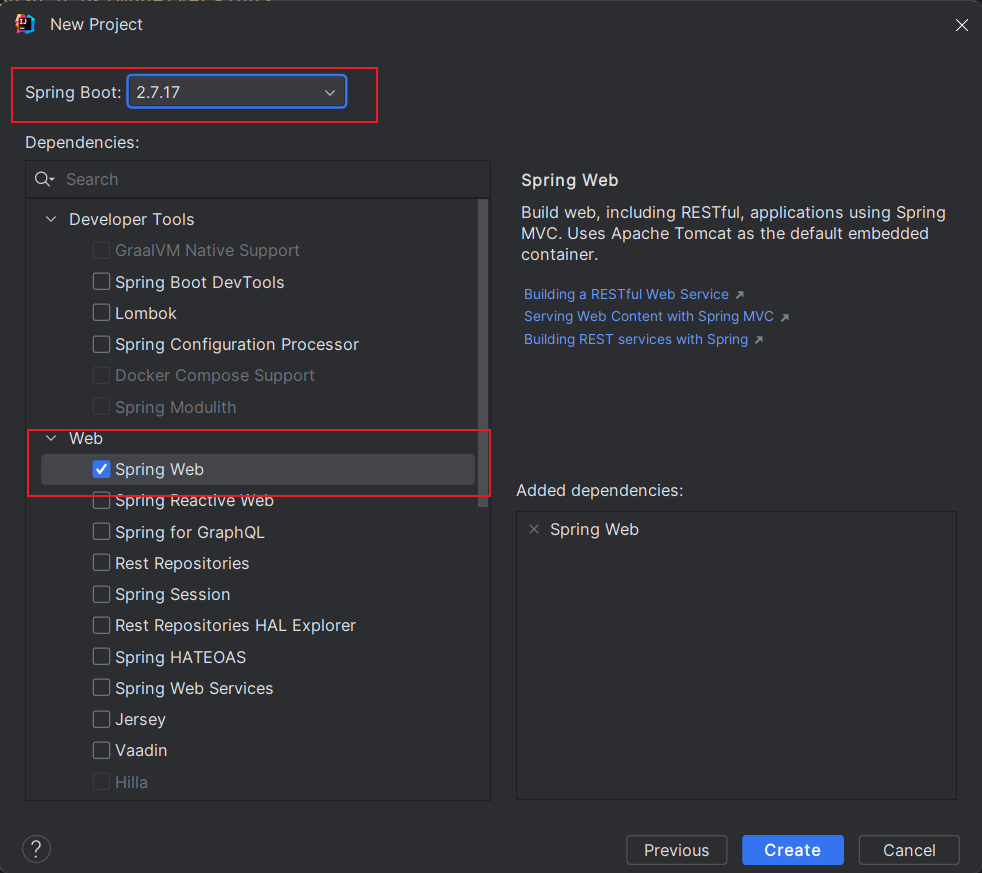 New Project
Spring Boot: 2.7.17
Dependencies:
Search
Developer Tools
GraalVM Native Support
Spring Boot DevTools
Lombok
Spring Configuration Processor
Docker Compose Support
Spring Modulith
Web
Spring Web
Spring Reactive Web
Spring for GraphQL
Rest Repositories
Spring Session
Rest Repositories HAL Explorer
Spring HATEOAS
Spring Web Services
Jersey
Vaadin
Hilla
Spring Web
Build web, including RESTful, applications using Spring
MVC. Uses Apache Tomcat as the default embedded
container.
Building a RESTful Web Service
Serving Web Content with Spring MVC
Building REST services with Spring
Added dependencies:
Spring Web
?
Previous
Create
Cancel